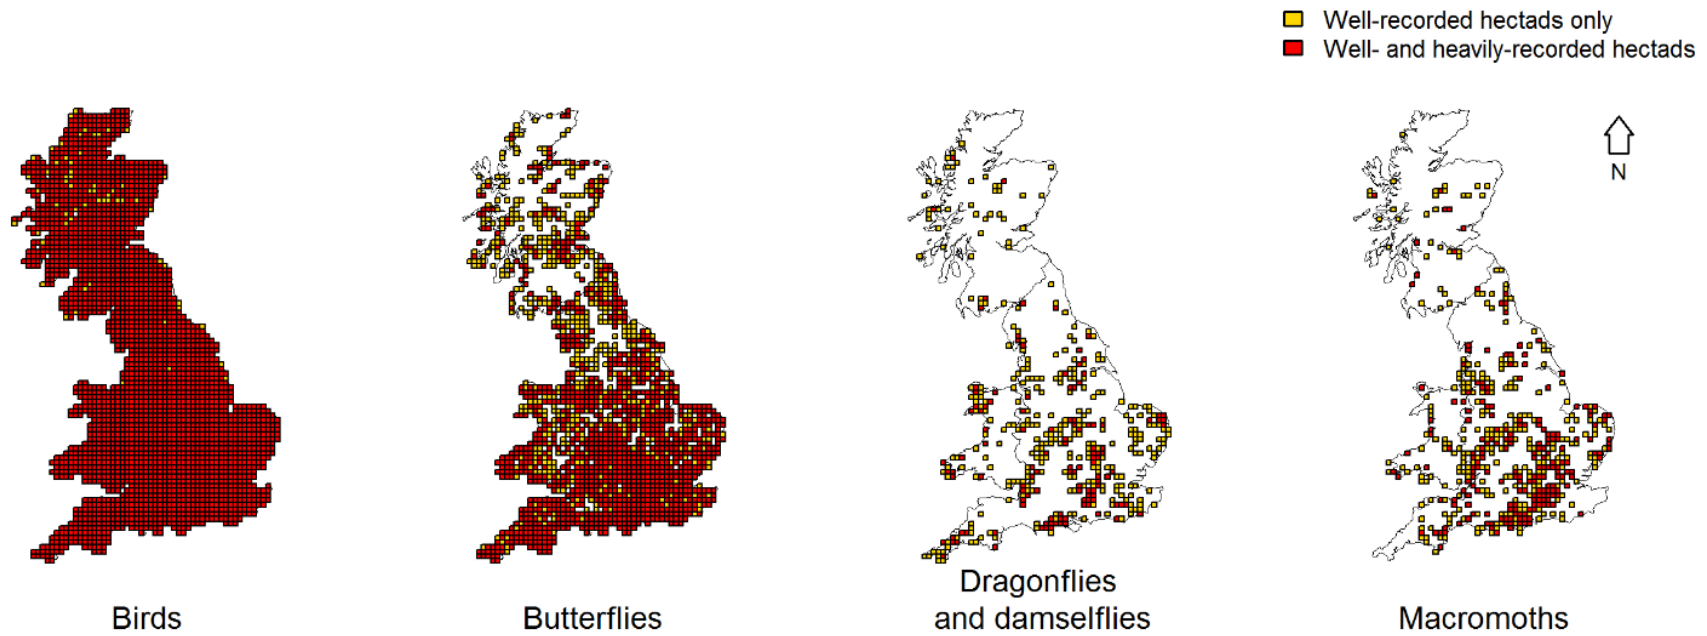 Well-recorded hectads only
Well- and heavily-recorded hectads
N
Birds
Butterflies
Dragonflies
and damselflies
Macromoths